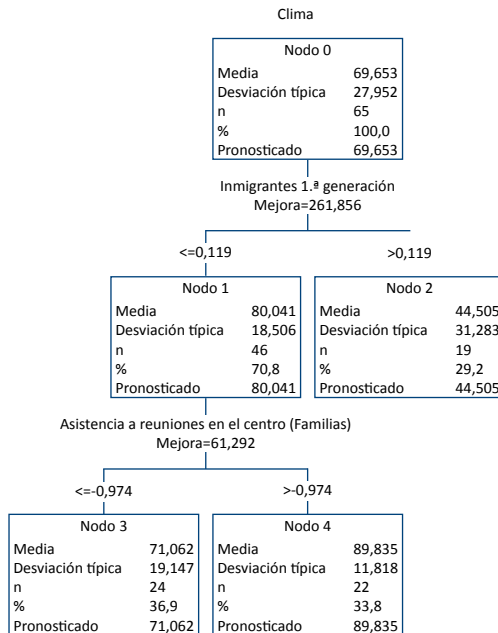 Clima
Nodo 0
Media 69,653
Desviación típica 27,952
n 65
% 100,0
Pronosticado 69,653
Inmigrantes 1.ª generación
Mejora=261,856
<=0,119
>0,119
Nodo 1
Media 80,041
Desviación típica 18,506
n 46
% 70,8
Pronosticado 80,041
Nodo 2
Media 44,505
Desviación típica 31,283
n 19
% 29,2
Pronosticado 44,505
Asistencia a reuniones en el centro (Familias)
Mejora=61,292
<=-0,974
>-0,974
Nodo 3
Media 71,062
Desviación típica 19,147
n 24
% 36,9
Pronosticado 71,062
Nodo 4
Media 89,835
Desviación típica 11,818
n 22
% 33,8
Pronosticado 89,835